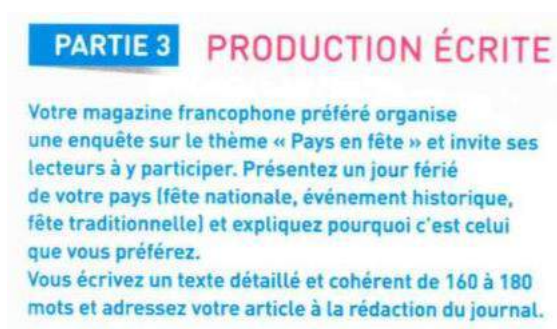 PARTIE 3 PRODUCTION ÉCRITE
Votre magazine francophone préféré organise
une enquête sur le thème « Pays en fête » et invite ses
lecteurs à y participer. Présentez un jour férié
de votre pays (fête nationale, événement historique,
fête traditionnelle) et expliquez pourquoi c'est celui
que vous préférez.
Vous écrivez un texte détaillé et cohérent de 160 à 180
mots et adressez votre article à la rédaction du journal.